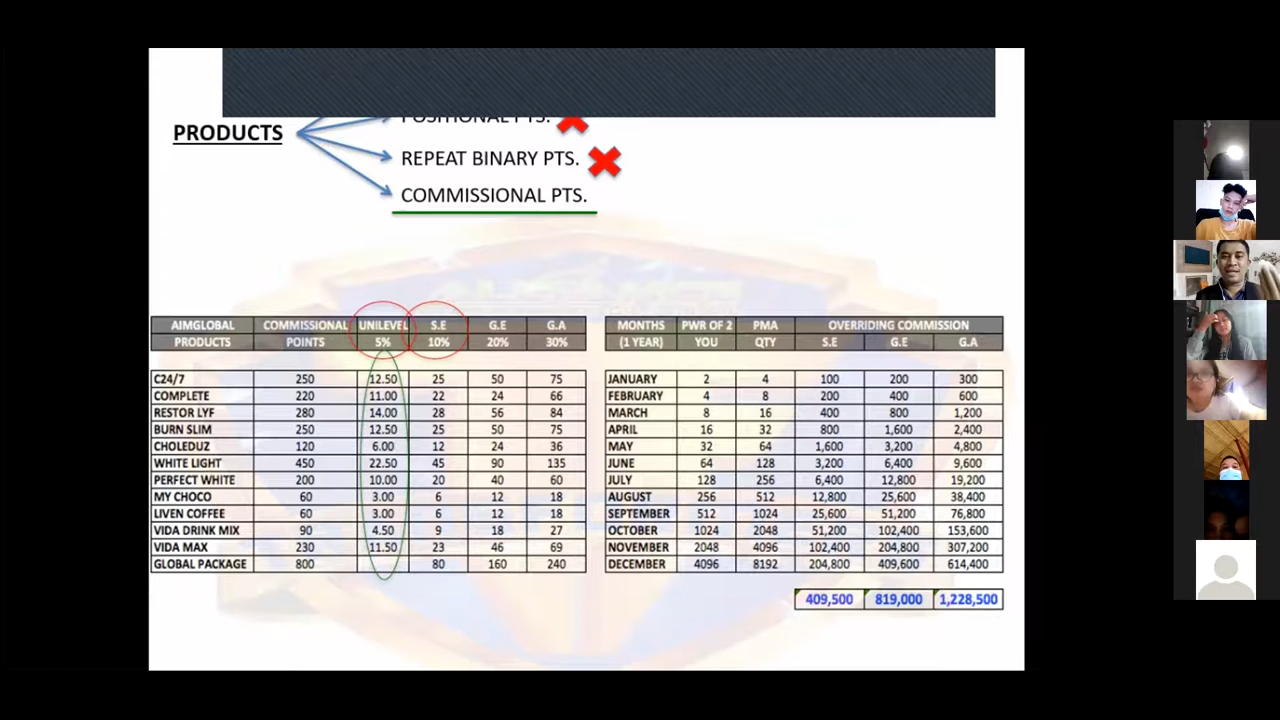 POSITIONAL PTS.
PRODUCTS
REPEAT BINARY PTS.
COMMISSIONAL PTS.
AIMGLOBAL COMMISSIONAL UNILEVEL S.E G.E G.A
PRODUCTS POINTS 5% 10% 20% 30%
C24/7 250 12.50 25 50 75
COMPLETE 220 11.00 22 24 66
RESTOR LYF 280 14.00 28 56 84
BURN SLIM 250 12.50 25 50 75
CHOLEDUZ 120 6.00 12 24 36
WHITE LIGHT 450 22.50 45 90 135
PERFECT WHITE 200 10.00 20 40 60
MY CHOCO 60 3.00 6 12 18
LIVEN COFFEE 60 3.00 6 12 18
VIDA DRINK MIX 90 4.50 9 18 27
VIDA MAX 230 11.50 23 46 69
GLOBAL PACKAGE 800 80 160 240
MONTHS PWR OF 2 PMA OVERRIDING COMMISSION
(1 YEAR) YOU QTY S.E G.E G.A
JANUARY 2 4 100 200 300
FEBRUARY 4 8 200 400 600
MARCH 8 16 400 800 1,200
APRIL 16 32 800 1,600 2,400
MAY 32 64 1,600 3,200 4,800
JUNE 64 128 3,200 6,400 9,600
JULY 128 256 6,400 12,800 19,200
AUGUST 256 512 12,800 25,600 38,400
SEPTEMBER 512 1024 25,600 51,200 76,800
OCTOBER 1024 2048 51,200 102,400 153,600
NOVEMBER 2048 4096 102,400 204,800 307,200
DECEMBER 4096 8192 204,800 409,600 614,400
409,500 819,000 1,228,500